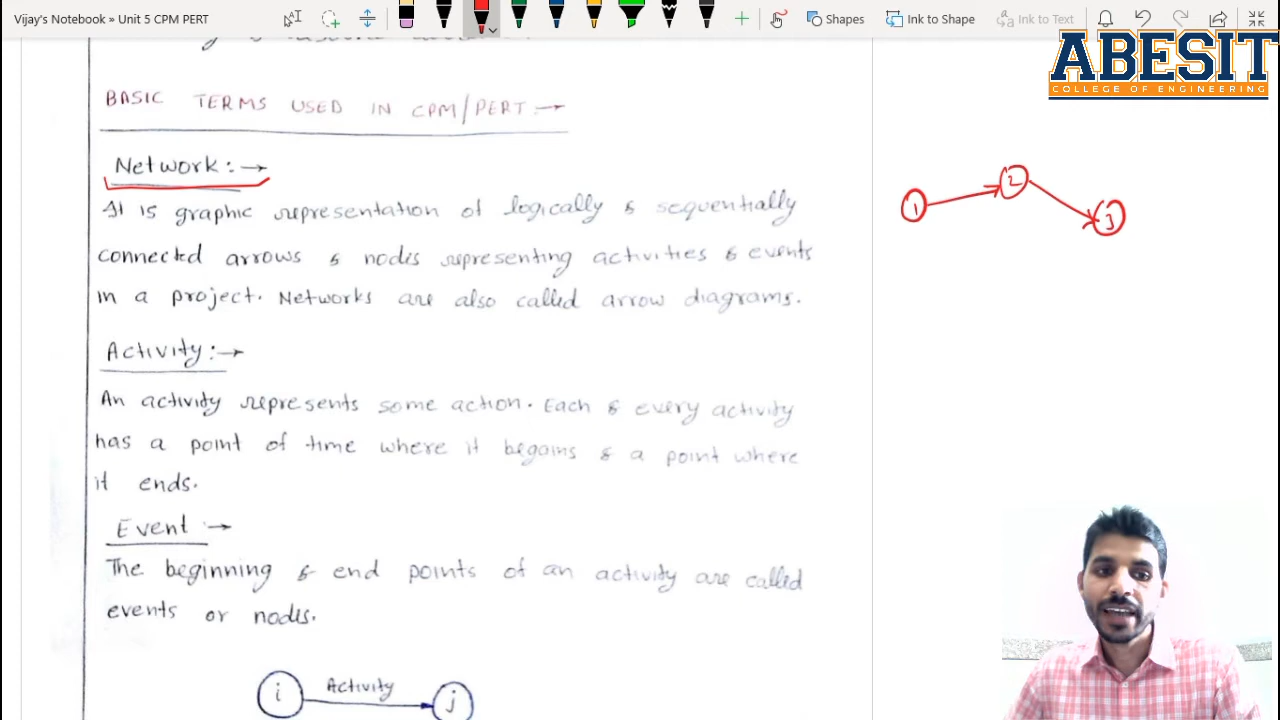 Vijay's Notebook » Unit 5 CPM PERT
Shapes
Ink to Shape
Ink to Text
ABESIT
COLLEGE OF ENGINEERING
BASIC TERMS USED IN CPM/PERT:→
Network:→
It is graphic representation of logically & sequentially
connected arrows & nodes representing activities & events
in a project. Networks are also called arrow diagrams.
1 2 3
Activity:→
An activity represents some action. Each & every activity
has a point of time where it begains & a point where
it ends.
Event :→
The beginning & end points of an activity are called
events or nodes.
i Activity j